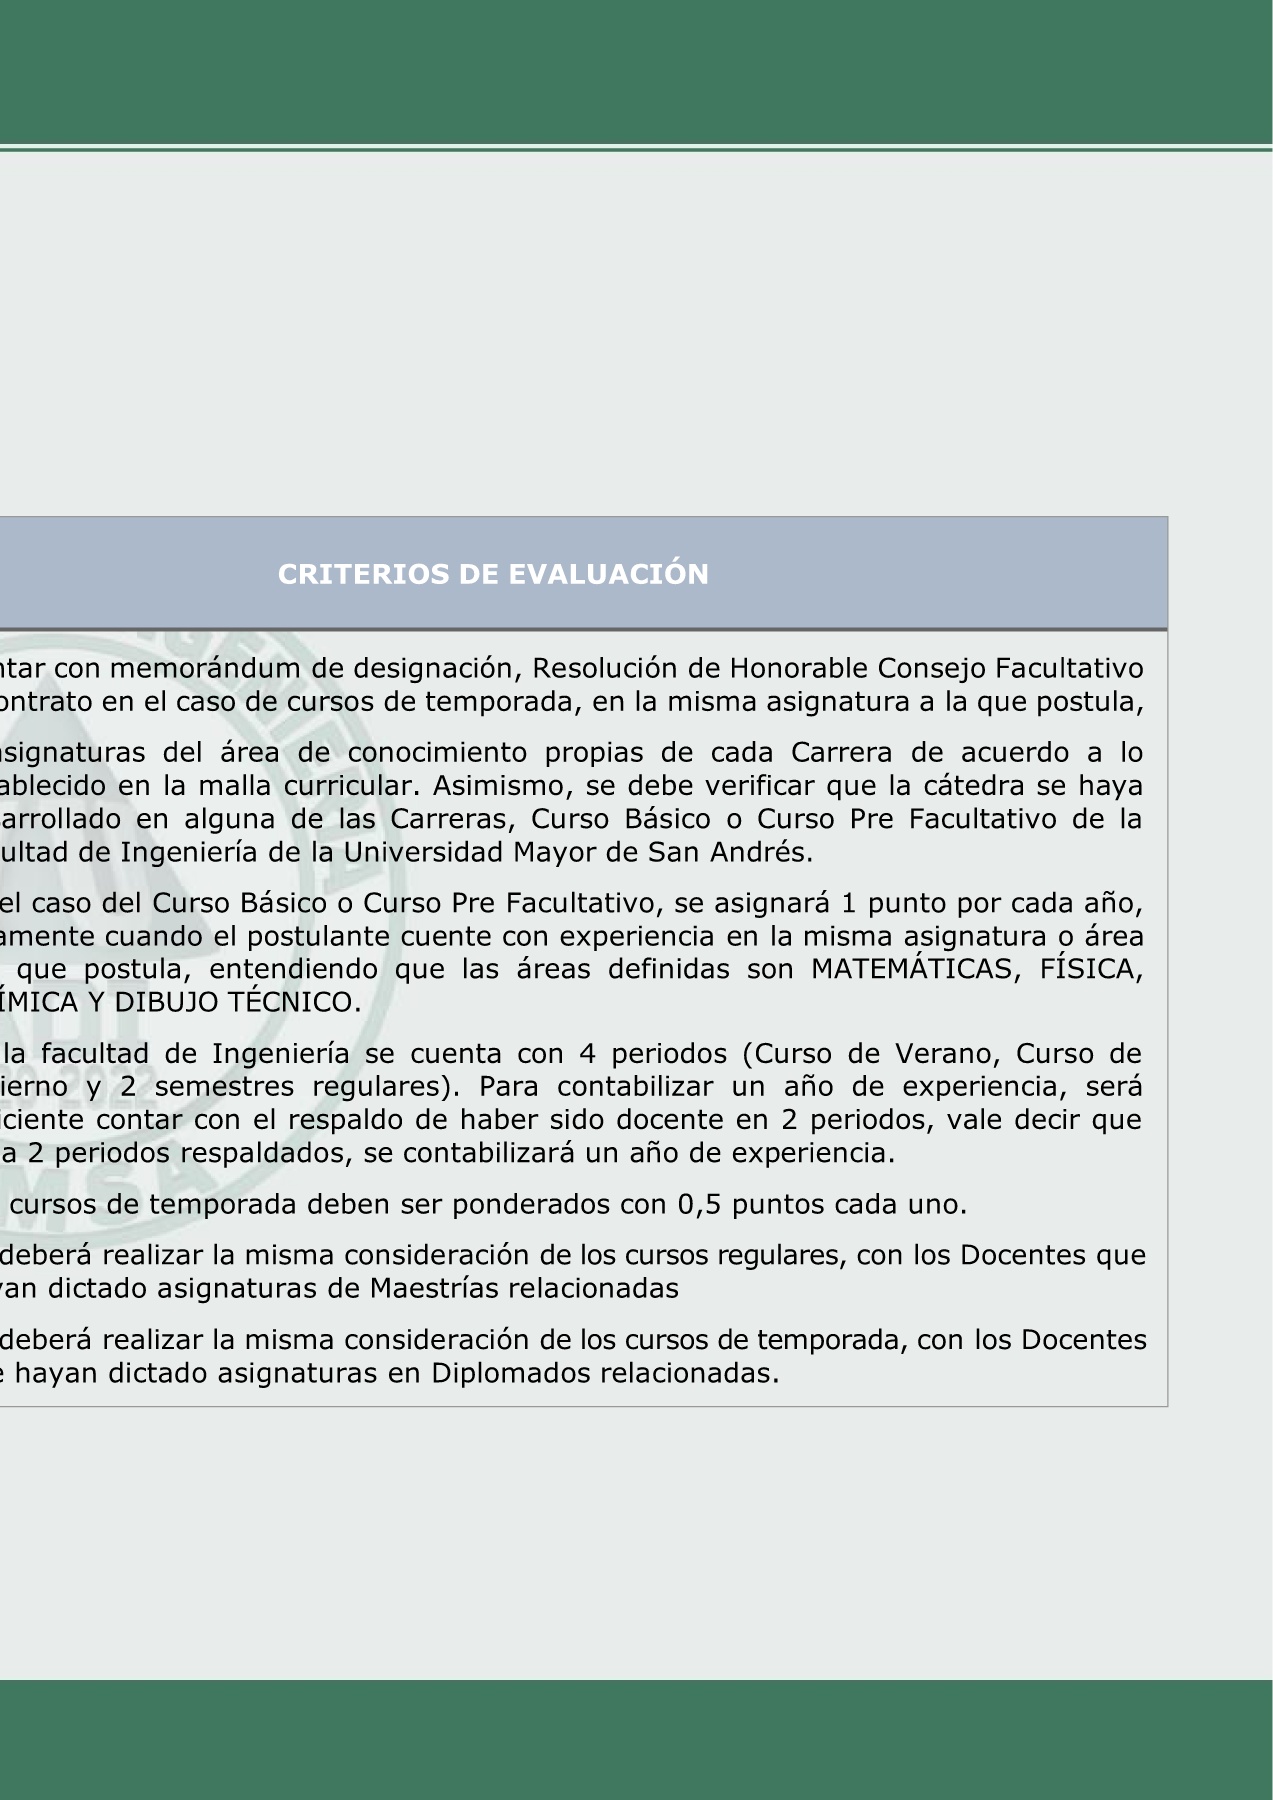 CRITERIOS DE EVALUACIÓN
ntar con memorándum de designación, Resolución de Honorable Consejo Facultativo
ontrato en el caso de cursos de temporada, en la misma asignatura a la que postula,
asignaturas del área de conocimiento propias de cada Carrera de acuerdo a lo
ablecido en la malla curricular. Asimismo, se debe verificar que la cátedra se haya
arrollado en alguna de las Carreras, Curso Básico o Curso Pre Facultativo de la
ultad de Ingeniería de la Universidad Mayor de San Andrés.
el caso del Curso Básico o Curso Pre Facultativo, se asignará 1 punto por cada año,
amente cuando el postulante cuente con experiencia en la misma asignatura o área
que postula, entendiendo que las áreas definidas son MATEMÁTICAS, FÍSICA,
ÍMICA Y DIBUJO TÉCNICO.
la facultad de Ingeniería se cuenta con 4 periodos (Curso de Verano, Curso de
ierno y 2 semestres regulares). Para contabilizar un año de experiencia, será
iciente contar con el respaldo de haber sido docente en 2 periodos, vale decir que
a 2 periodos respaldados, se contabilizará un año de experiencia.
cursos de temporada deben ser ponderados con 0,5 puntos cada uno.
deberá realizar la misma consideración de los cursos regulares, con los Docentes que
yan dictado asignaturas de Maestrías relacionadas
deberá realizar la misma consideración de los cursos de temporada, con los Docentes
e hayan dictado asignaturas en Diplomados relacionadas.